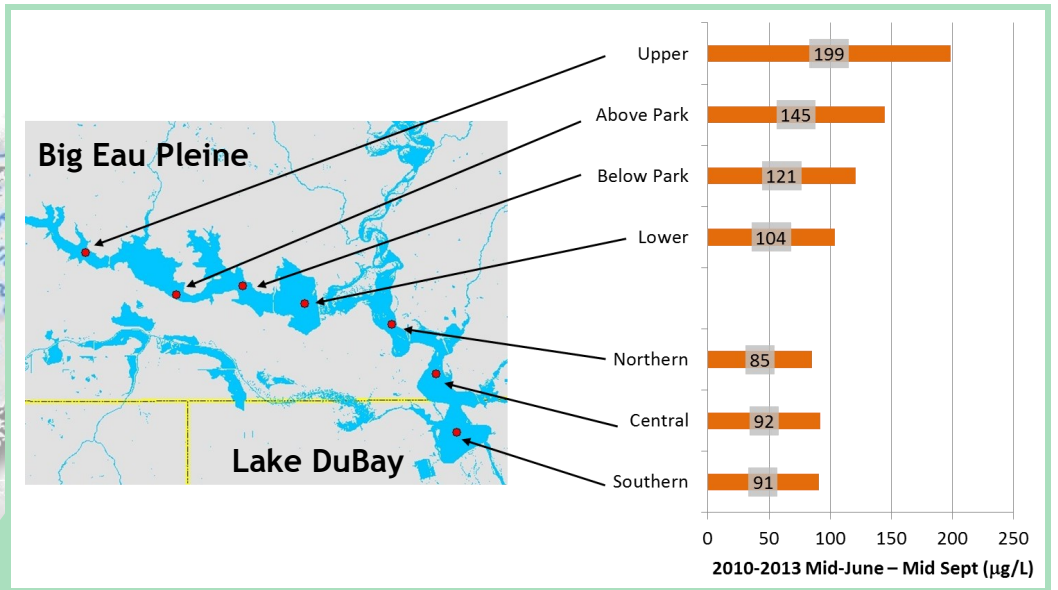 Big Eau Pleine
Lake DuBay
Upper 199
Above Park 145
Below Park 121
Lower 104
Northern 85
Central 92
Southern 91
0 50 100 150 200 250
2010-2013 Mid-June – Mid Sept (µg/L)